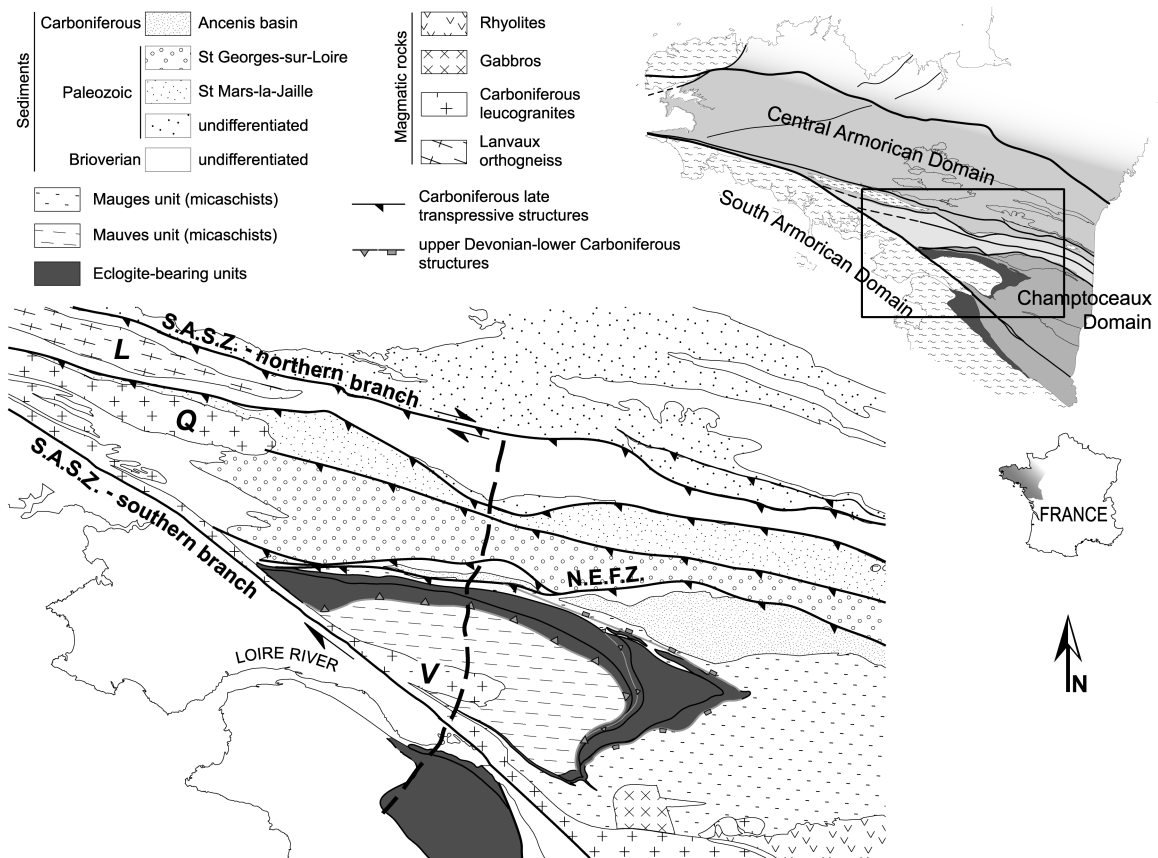 Sediments
Carboniferous
Ancenis basin
Paleozoic
St Georges-sur-Loire
St Mars-la-Jaille
undifferentiated
Brioverian
undifferentiated
Mauges unit (micaschists)
Mauves unit (micaschists)
Eclogite-bearing units
Magmatic rocks
Rhyolites
Gabbros
Carboniferous
leucogranites
Lanvaux
orthogneiss
Carboniferous late
transpressive structures
upper Devonian-lower Carboniferous
structures
Central Armorican Domain
South Armorican Domain
Champtoceaux
Domain
FRANCE
N
S.A.S.Z. - northern branch
L
Q
S.A.S.Z. - southern branch
N.E.F.Z.
LOIRE RIVER
V